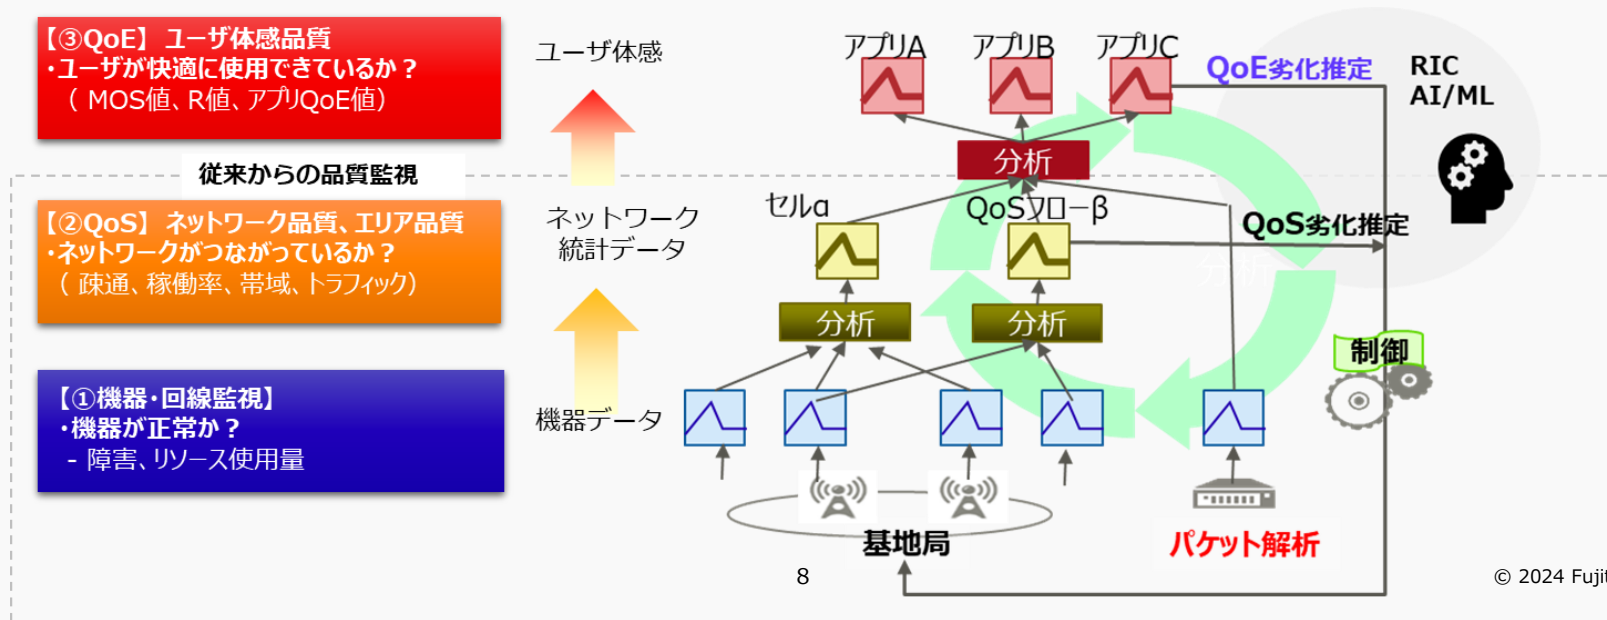 【③QoE】 ユーザ体感品質
・ユーザが快適に使用できているか？
（ MOS値、R値、アプリQoE値）
従来からの品質監視
【②QoS】 ネットワーク品質、エリア品質
・ネットワークがつながっているか？
（ 疎通、稼働率、帯域、トラフィック）
【①機器・回線監視】
・機器が正常か？
- 障害、リソース使用量
ユーザ体感
ネットワーク
統計データ
機器データ
アプリA
アプリB
アプリC
QoE劣化推定
RIC
AI/ML
分析
セルα
QoSフローβ
QoS劣化推定
分析
分析
分析
制御
基地局
パケット解析
8
© 2024 Fujit